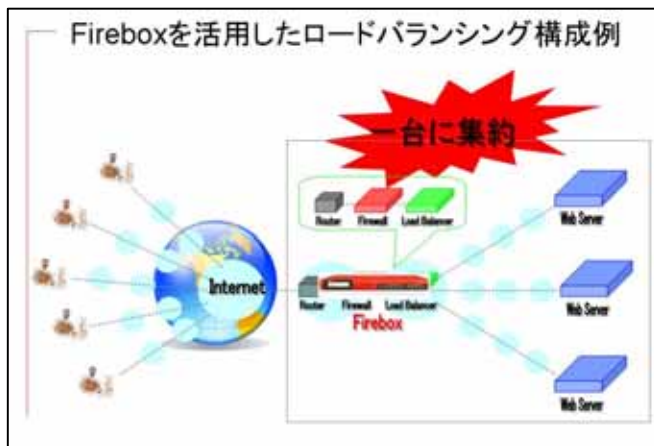 Fireboxを活用したロードバランシング構成例
一台に集約
Router Firewall Load Balancer
Web Server
Internet
Router Firewall Load Balancer
Firebox
Web Server
Web Server